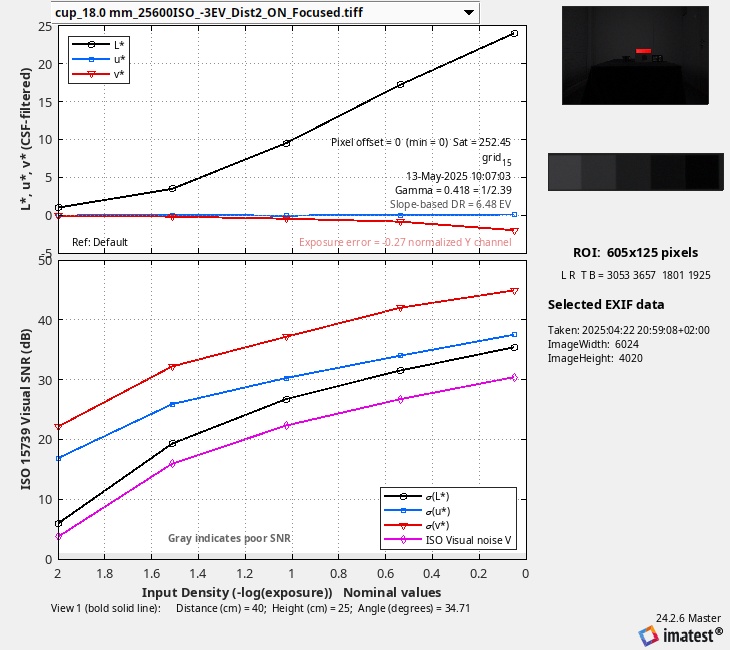 cup_18.0 mm_25600ISO_-3EV_Dist2_ON_Focused.tiff
25
20
15
10
5
0
-5
L*, u*, v* (CSF-filtered)
L*
u*
v*
Pixel offset = 0 (min = 0) Sat = 252.45
grid15
13-May-2025 10:07:03
Gamma = 0.418 = 1/2.39
Slope-based DR = 6.48 EV
Ref: Default
Exposure error = -0.27 normalized Y channel
50
40
30
20
10
0
ISO 15739 Visual SNR (dB)
σ(L*)
σ(u*)
σ(v*)
ISO Visual noise V
Gray indicates poor SNR
2 1.8 1.6 1.4 1.2 1 0.8 0.6 0.4 0.2 0
Input Density (-log(exposure)) Nominal values
View 1 (bold solid line): Distance (cm) = 40; Height (cm) = 25; Angle (degrees) = 34.71
ROI: 605x125 pixels
L R T B = 3053 3657 1801 1925
Selected EXIF data
Taken: 2025:04:22 20:59:08+02:00
ImageWidth: 6024
ImageHeight: 4020
24.2.6 Master
imatest®